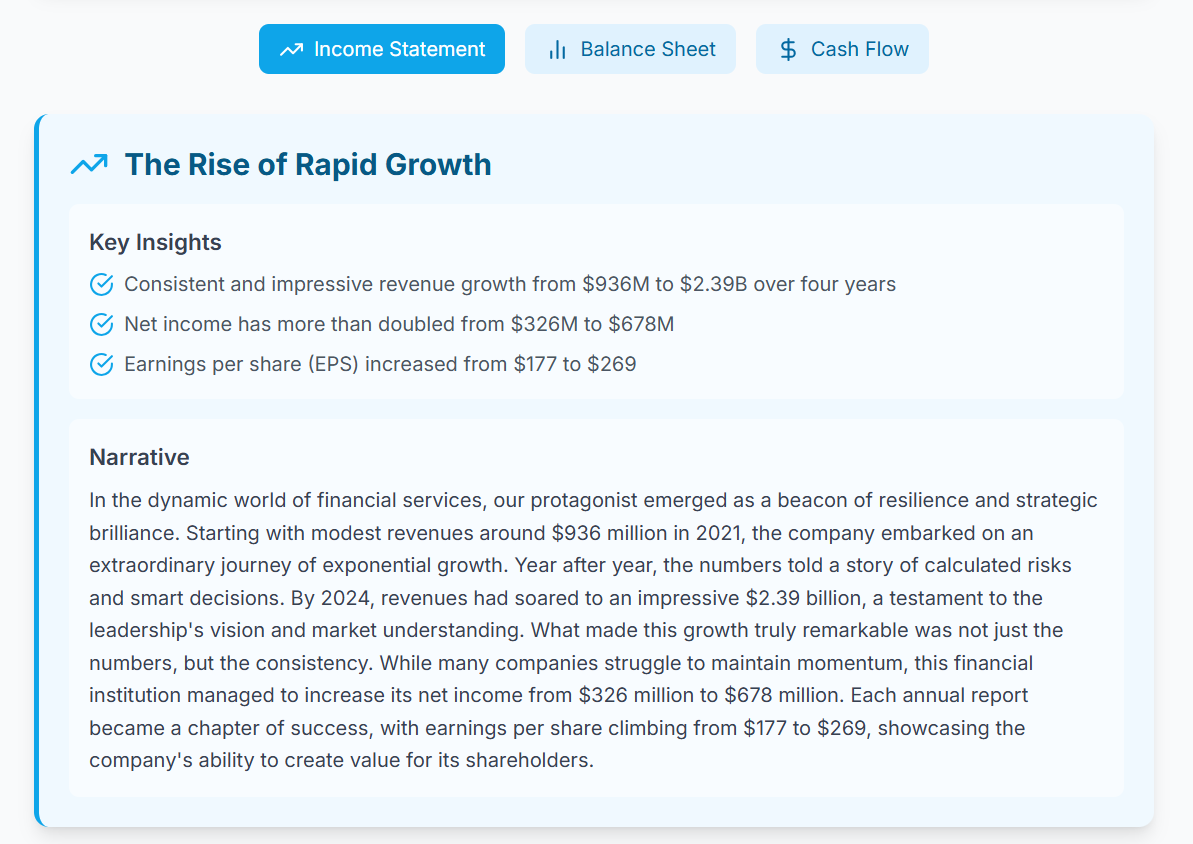 Income Statement
Balance Sheet
Cash Flow
The Rise of Rapid Growth
Key Insights
Consistent and impressive revenue growth from $936M to $2.39B over four years
Net income has more than doubled from $326M to $678M
Earnings per share (EPS) increased from $177 to $269
Narrative
In the dynamic world of financial services, our protagonist emerged as a beacon of resilience and strategic
brilliance. Starting with modest revenues around $936 million in 2021, the company embarked on an
extraordinary journey of exponential growth. Year after year, the numbers told a story of calculated risks
and smart decisions. By 2024, revenues had soared to an impressive $2.39 billion, a testament to the
leadership's vision and market understanding. What made this growth truly remarkable was not just the
numbers, but the consistency. While many companies struggle to maintain momentum, this financial
institution managed to increase its net income from $326 million to $678 million. Each annual report
became a chapter of success, with earnings per share climbing from $177 to $269, showcasing the
company's ability to create value for its shareholders.